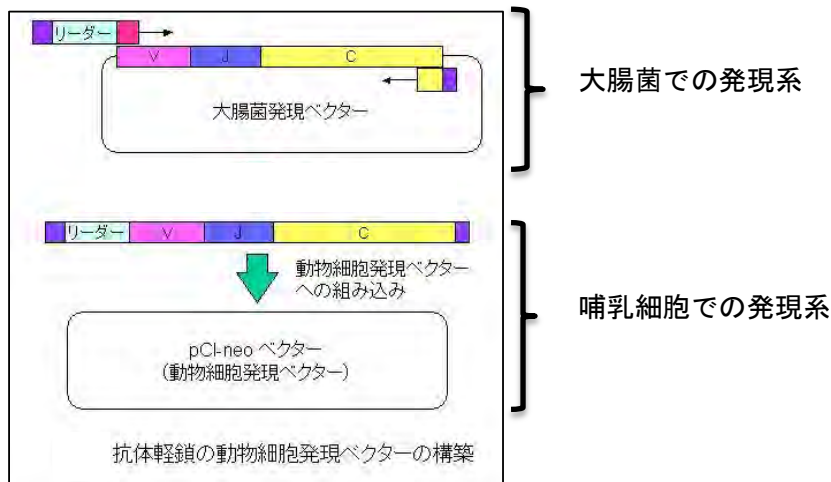 リーダー
V J C
大腸菌発現ベクター
大腸菌での発現系
リーダー V J C
動物細胞発現ベクター
への組み込み
哺乳細胞での発現系
pCI-neo ベクター
（動物細胞発現ベクター）
抗体軽鎖の動物細胞発現ベクターの構築